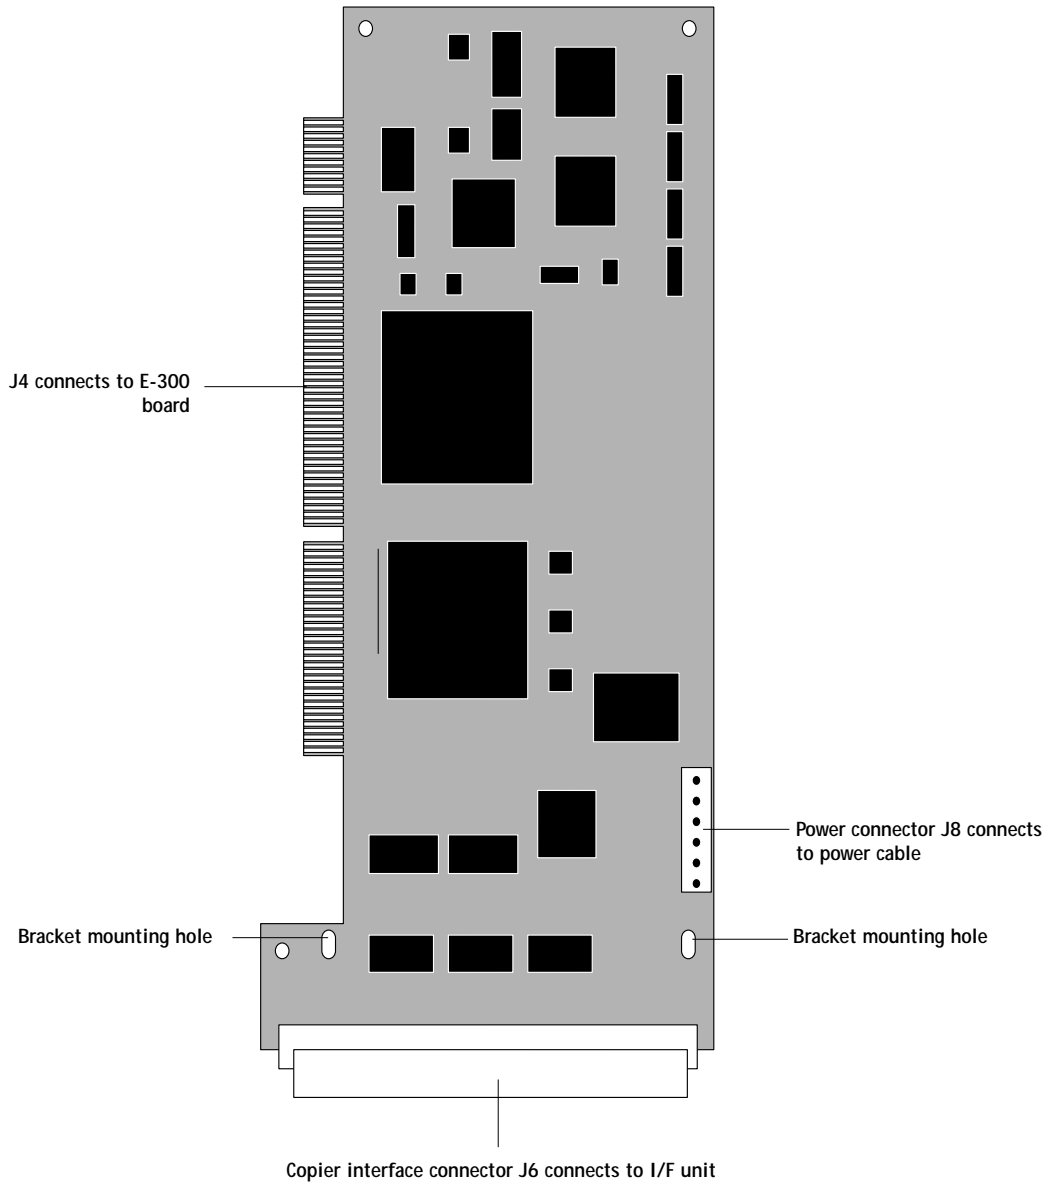 J4 connects to E-300
board
Power connector J8 connects
to power cable
Bracket mounting hole
Bracket mounting hole
Copier interface connector J6 connects to I/F unit